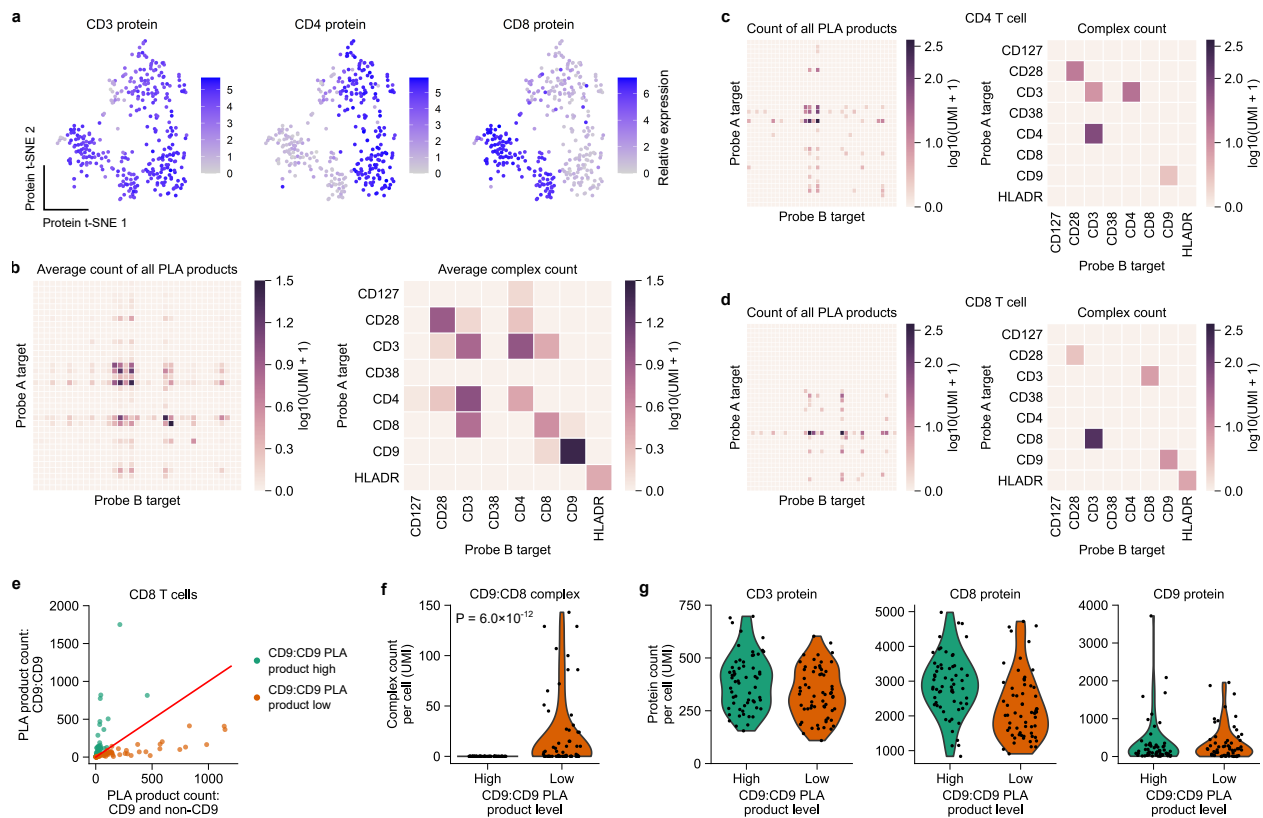 a
CD3 protein
CD4 protein
CD8 protein
5
4
3
2
1
0
5
4
3
2
1
0
6
4
2
0
Relative expression
Protein t-SNE 2
Protein t-SNE 1
b
Average count of all PLA products
Probe A target
Probe B target
1.5
1.2
0.9
0.6
0.3
0.0
log10(UMI + 1)
Average complex count
Probe A target
CD127
CD28
CD3
CD38
CD4
CD8
CD9
HLADR
CD127
CD28
CD3
CD38
CD4
CD8
CD9
HLADR
Probe B target
1.5
1.2
0.9
0.6
0.3
0.0
log10(UMI + 1)
c
CD4 T cell
Count of all PLA products
Probe A target
Probe B target
2.5
2.0
1.0
0.0
log10(UMI + 1)
Complex count
Probe A target
CD127
CD28
CD3
CD38
CD4
CD8
CD9
HLADR
CD127
CD28
CD3
CD38
CD4
CD8
CD9
HLADR
Probe B target
2.5
2.0
1.0
0.0
log10(UMI + 1)
d
CD8 T cell
Count of all PLA products
Probe A target
Probe B target
2.5
2.0
1.0
0.0
log10(UMI + 1)
Complex count
Probe A target
CD127
CD28
CD3
CD38
CD4
CD8
CD9
HLADR
CD127
CD28
CD3
CD38
CD4
CD8
CD9
HLADR
Probe B target
2.5
2.0
1.0
0.0
log10(UMI + 1)
e
CD8 T cells
PLA product count:
CD9:CD9
2000
1500
1000
500
0
0
500
1000
PLA product count:
CD9 and non-CD9
CD9:CD9 PLA
product high
CD9:CD9 PLA
product low
f
CD9:CD8 complex
P = 6.0×10-12
Complex count
per cell (UMI)
150
100
50
0
High
Low
CD9:CD9 PLA
product level
g
CD3 protein
Protein count
per cell (UMI)
750
500
250
0
High
Low
CD9:CD9 PLA
product level
CD8 protein
5000
4000
3000
2000
1000
High
Low
CD9:CD9 PLA
product level
CD9 protein
4000
3000
2000
1000
0
High
Low
CD9:CD9 PLA
product level